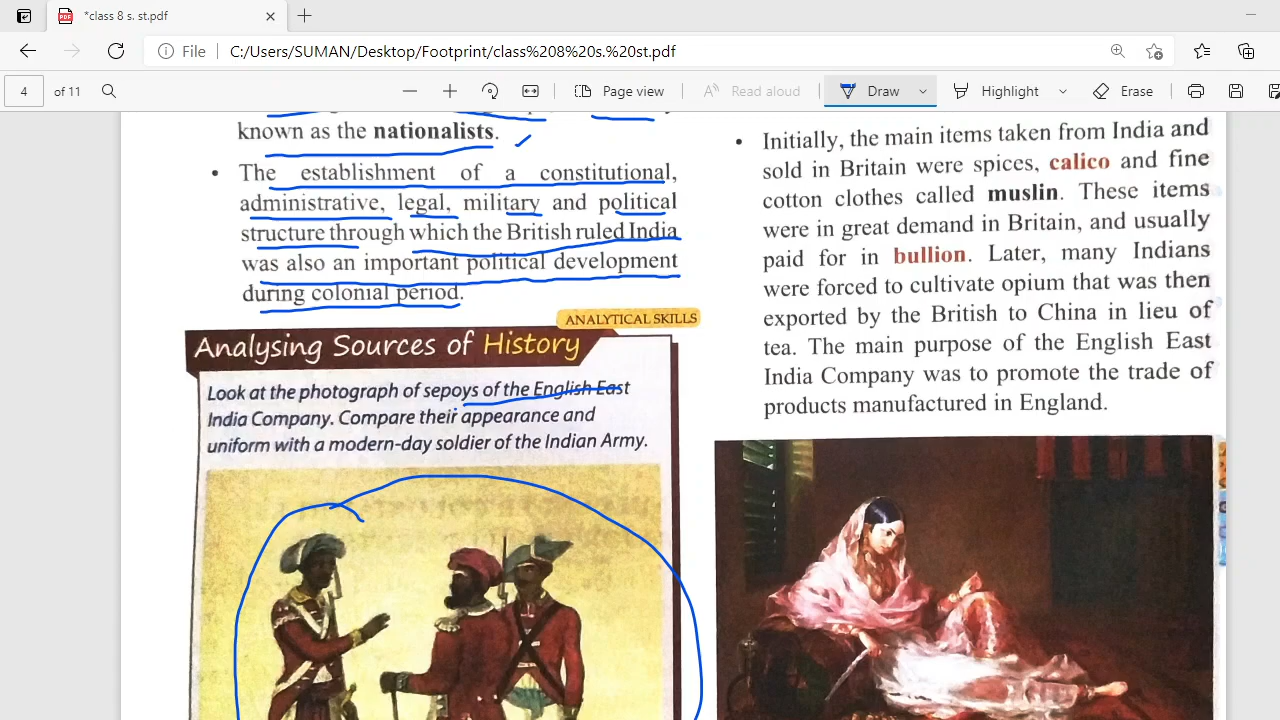 *class 8 s. st.pdf
File
C:/Users/SUMAN/Desktop/Footprint/class%208%20s.%20st.pdf
4 of 11
Page view
Read aloud
Draw
Highlight
Erase
known as the nationalists.
• The establishment of a constitutional,
administrative, legal, military and political
structure through which the British ruled India
was also an important political development
during colonial period.
ANALYTICAL SKILLS
Analysing Sources of History
Look at the photograph of sepoys of the English East
India Company. Compare their appearance and
uniform with a modern-day soldier of the Indian Army.
• Initially, the main items taken from India and
sold in Britain were spices, calico and fine
cotton clothes called muslin. These items
were in great demand in Britain, and usually
paid for in bullion. Later, many Indians
were forced to cultivate opium that was then
exported by the British to China in lieu of
tea. The main purpose of the English East
India Company was to promote the trade of
products manufactured in England.